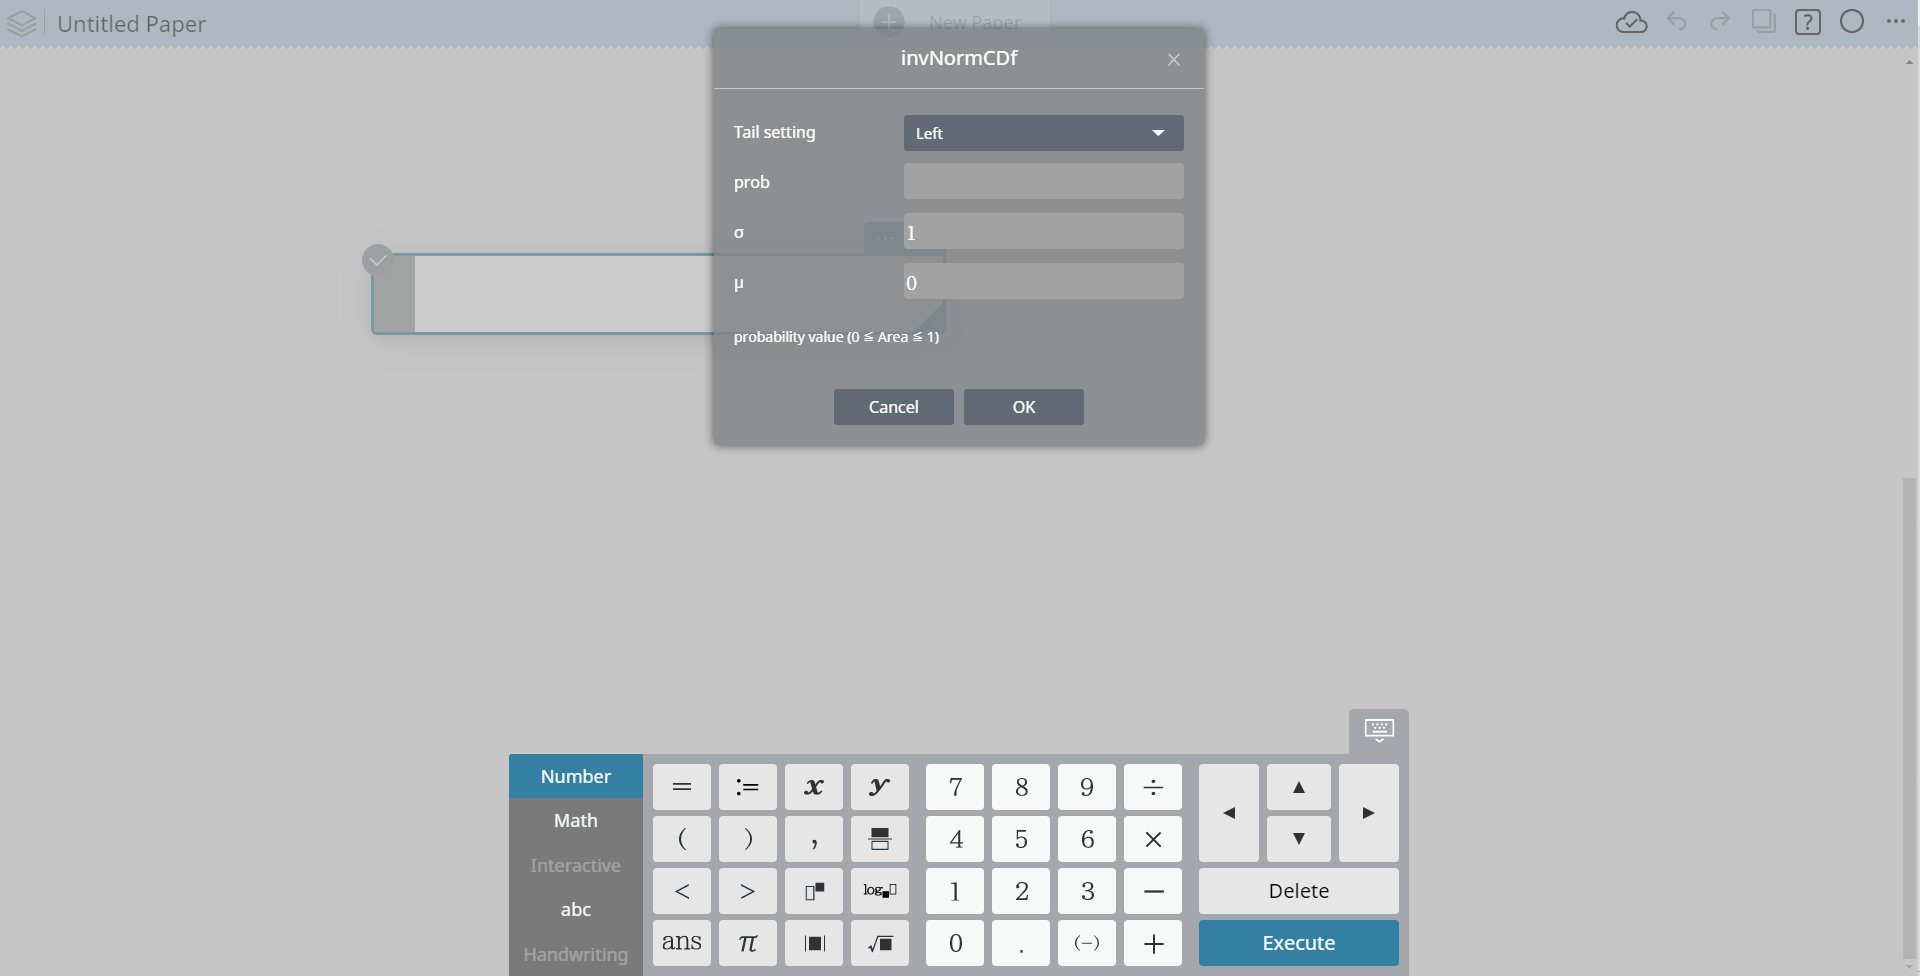 Untitled Paper
New Paper
?
invNormCDf
Tail setting
Left
prob
σ
1
μ
0
probability value (0 ≦ Area ≦ 1)
Cancel
OK
Number
Math
Interactive
abc
Handwriting
= := x y 7 8 9 ÷
( ) , 4 5 6 ×
< > log 1 2 3 − Delete
ans π √ 0 . (−) + Execute